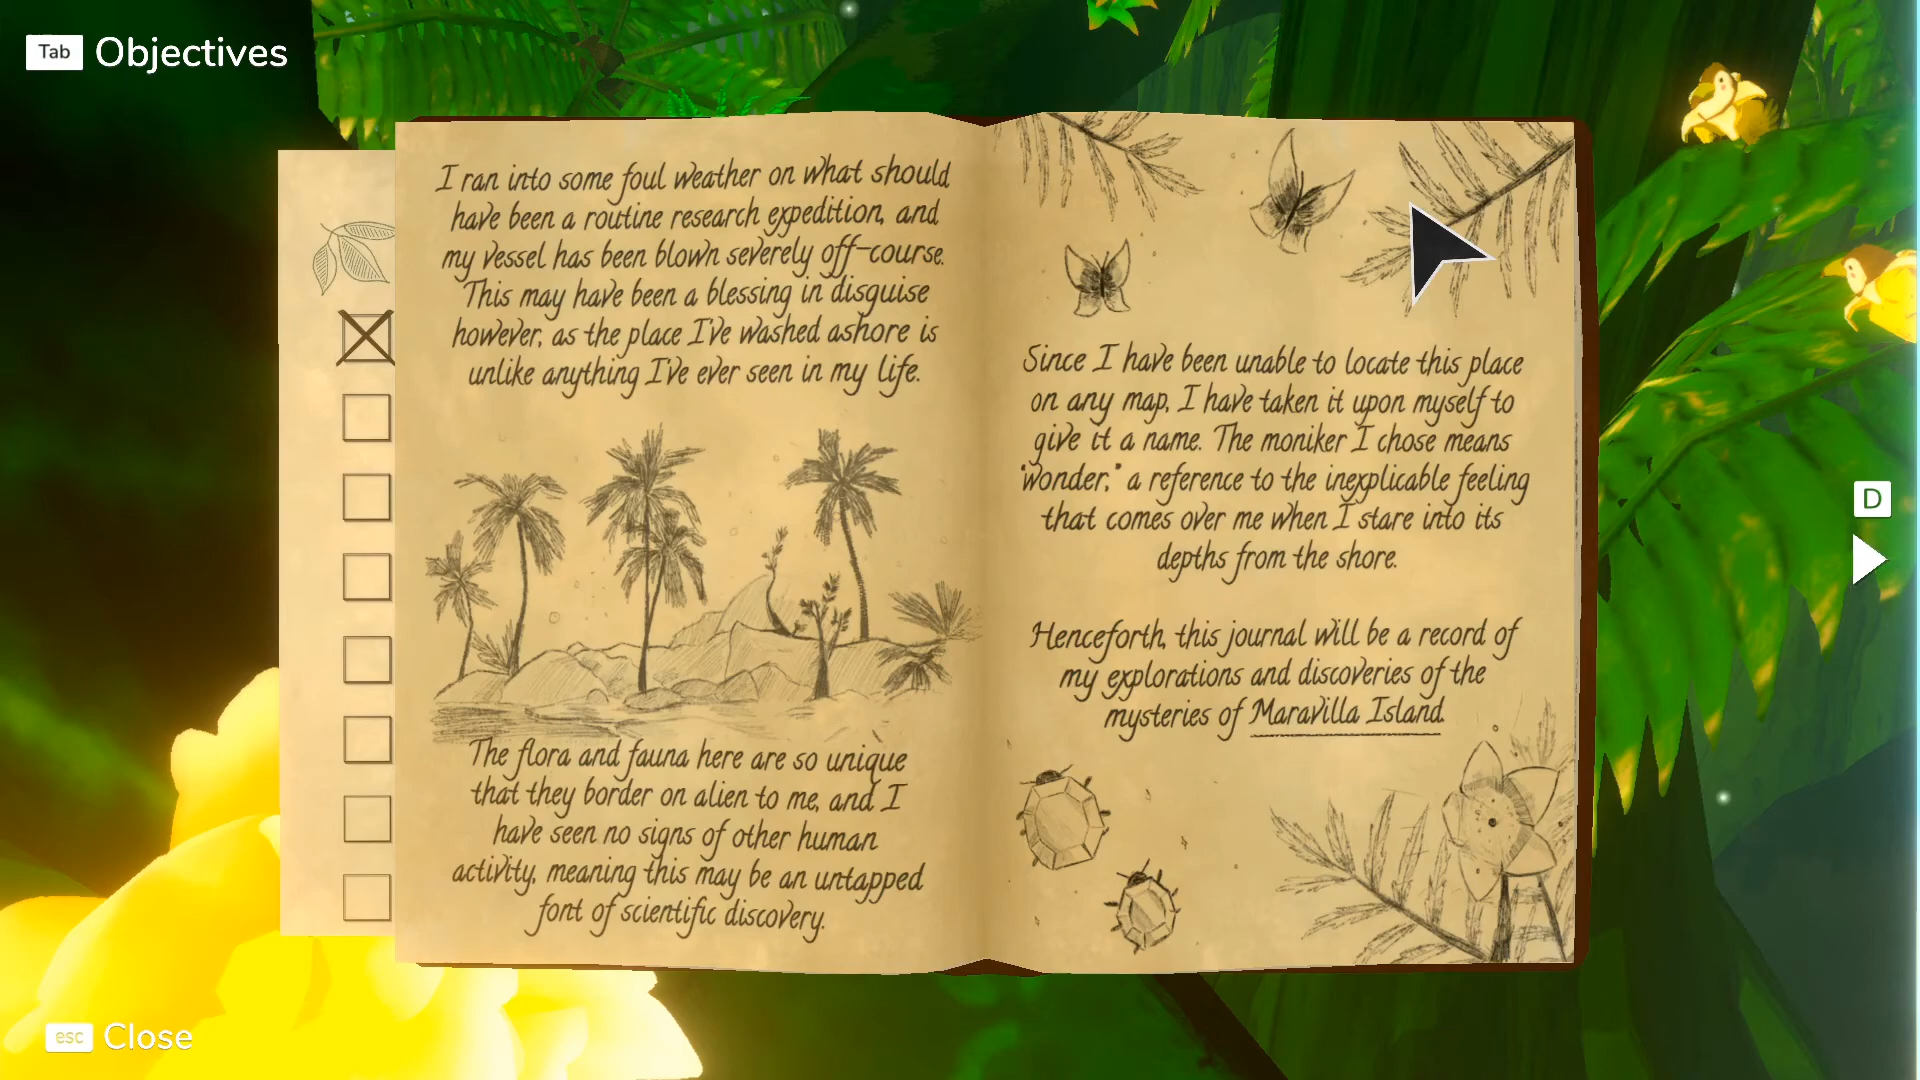 Tab Objectives
I ran into some foul weather on what should
have been a routine research expedition, and
my vessel has been blown severely off-course.
This may have been a blessing in disguise
however, as the place I've washed ashore is
unlike anything I've ever seen in my life.
The flora and fauna here are so unique
that they border on alien to me, and I
have seen no signs of other human
activity, meaning this may be an untapped
font of scientific discovery.
Since I have been unable to locate this place
on any map, I have taken it upon myself to
give it a name. The moniker I chose means
"wonder," a reference to the inexplicable feeling
that comes over me when I stare into its
depths from the shore.
Henceforth, this journal will be a record of
my explorations and discoveries of the
mysteries of Maravilla Island.
D
esc Close